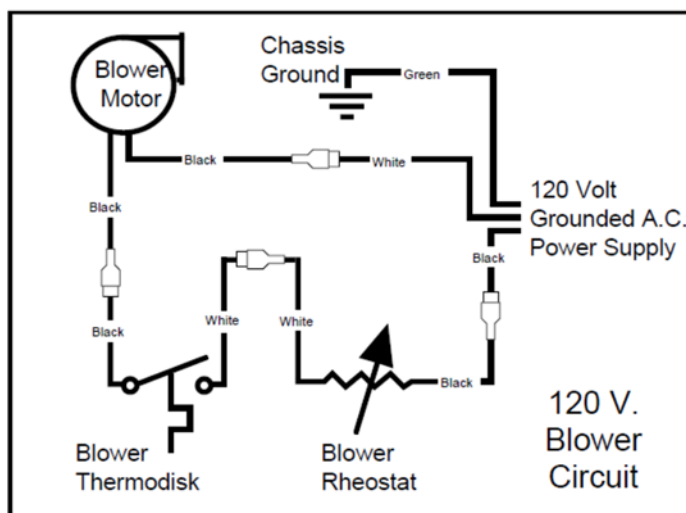 Blower
Motor
Chassis
Ground
Green
Black
White
Black
120 Volt
Grounded A.C.
Power Supply
Black
Black
White
White
Black
Blower
Thermodisk
Blower
Rheostat
120 V.
Blower
Circuit